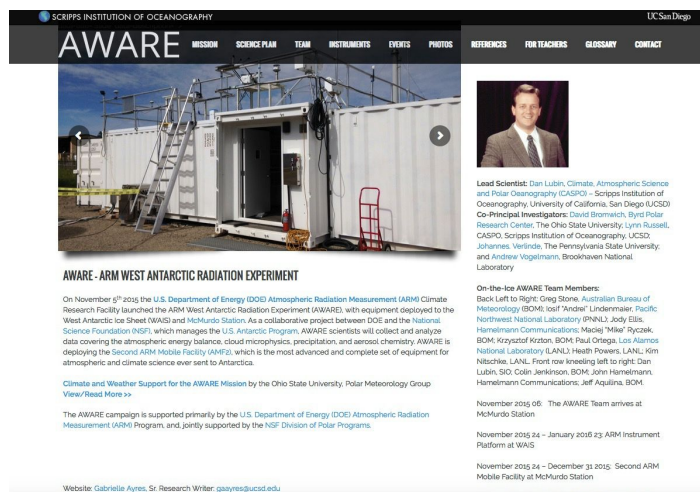 SCRIPPS INSTITUTION OF OCEANOGRAPHY
UC San Diego
AWARE
MISSION SCIENCE PLAN TEAM INSTRUMENTS EVENTS PHOTOS REFERENCES FOR TEACHERS GLOSSARY CONTACT
AWARE - ARM WEST ANTARCTIC RADIATION EXPERIMENT
On November 5th 2015 the U.S. Department of Energy (DOE) Atmospheric Radiation Measurement (ARM) Climate
Research Facility launched the ARM West Antarctic Radiation Experiment (AWARE), with equipment deployed to the
West Antarctic Ice Sheet (WAIS) and McMurdo Station. As a collaborative project between DOE and the National
Science Foundation (NSF), which manages the U.S. Antarctic Program, AWARE scientists will collect and analyze
data covering the atmospheric energy balance, cloud microphysics, precipitation, and aerosol chemistry. AWARE is
deploying the Second ARM Mobile Facility (AMF2), which is the most advanced and complete set of equipment for
atmospheric and climate science ever sent to Antarctica.
Climate and Weather Support for the AWARE Mission by the Ohio State University, Polar Meteorology Group
View/Read More >>
The AWARE campaign is supported primarily by the U.S. Department of Energy (DOE) Atmospheric Radiation
Measurement (ARM) Program, and, jointly supported by the NSF Division of Polar Programs.
Website: Gabrielle Ayres, Sr. Research Writer: gaayres@ucsd.edu
Lead Scientist: Dan Lubin, Climate, Atmospheric Science
and Polar Oeanography (CASPO) – Scripps Institution of
Oceanography, University of California, San Diego (UCSD)
Co-Principal Investigators: David Bromwich, Byrd Polar
Research Center, The Ohio State University; Lynn Russell,
CASPO, Scripps Institution of Oceanography, UCSD;
Johannes. Verlinde, The Pennsylvania State University;
and Andrew Vogelmann, Brookhaven National
Laboratory
On-the-Ice AWARE Team Members:
Back Left to Right: Greg Stone, Australian Bureau of
Meteorology (BOM); Iosif "Andrei" Lindenmaier, Pacific
Northwest National Laboratory (PNNL); Jody Ellis,
Hamelmann Communications; Maciej "Mike" Ryczek,
BOM; Krzysztof Krzton, BOM; Paul Ortega, Los Alamos
National Laboratory (LANL); Heath Powers, LANL; Kim
Nitschke, LANL. Front row kneeling left to right: Dan
Lubin, SIO; Colin Jenkinson, BOM; John Hamelmann,
Hamelmann Communications; Jeff Aquilina, BOM.
November 2015 06: The AWARE Team arrives at
McMurdo Station
November 2015 24 – January 2016 23: ARM Instrument
Platform at WAIS
November 2015 24 – December 31 2015: Second ARM
Mobile Facility at McMurdo Station